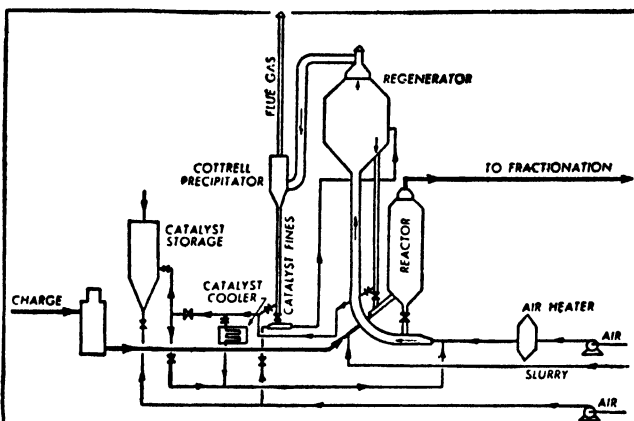 FLUE GAS
REGENERATOR
COTTRELL
PRECIPITATOR
TO FRACTIONATION
CATALYST
STORAGE
CATALYST FINES
REACTOR
CATALYST
COOLER
CHARGE
AIR HEATER
AIR
SLURRY
AIR